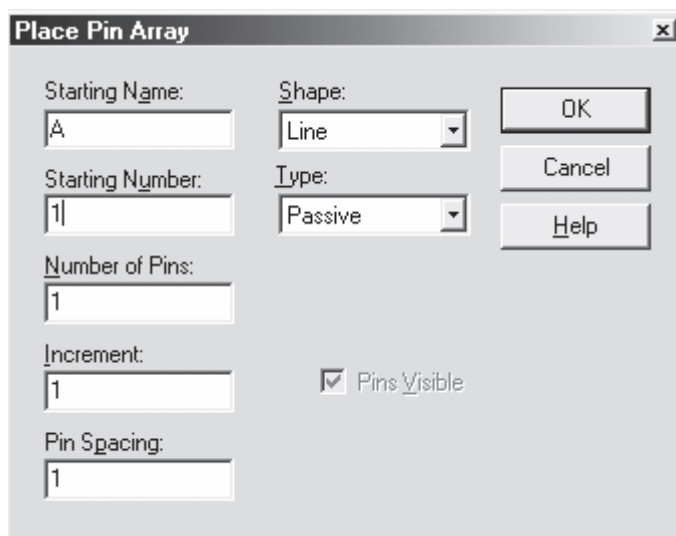 Place Pin Array
Starting Name:
A
Starting Number:
1
Number of Pins:
1
Increment:
1
Pin Spacing:
1
Shape:
Line
Type:
Passive
Pins Visible
OK
Cancel
Help